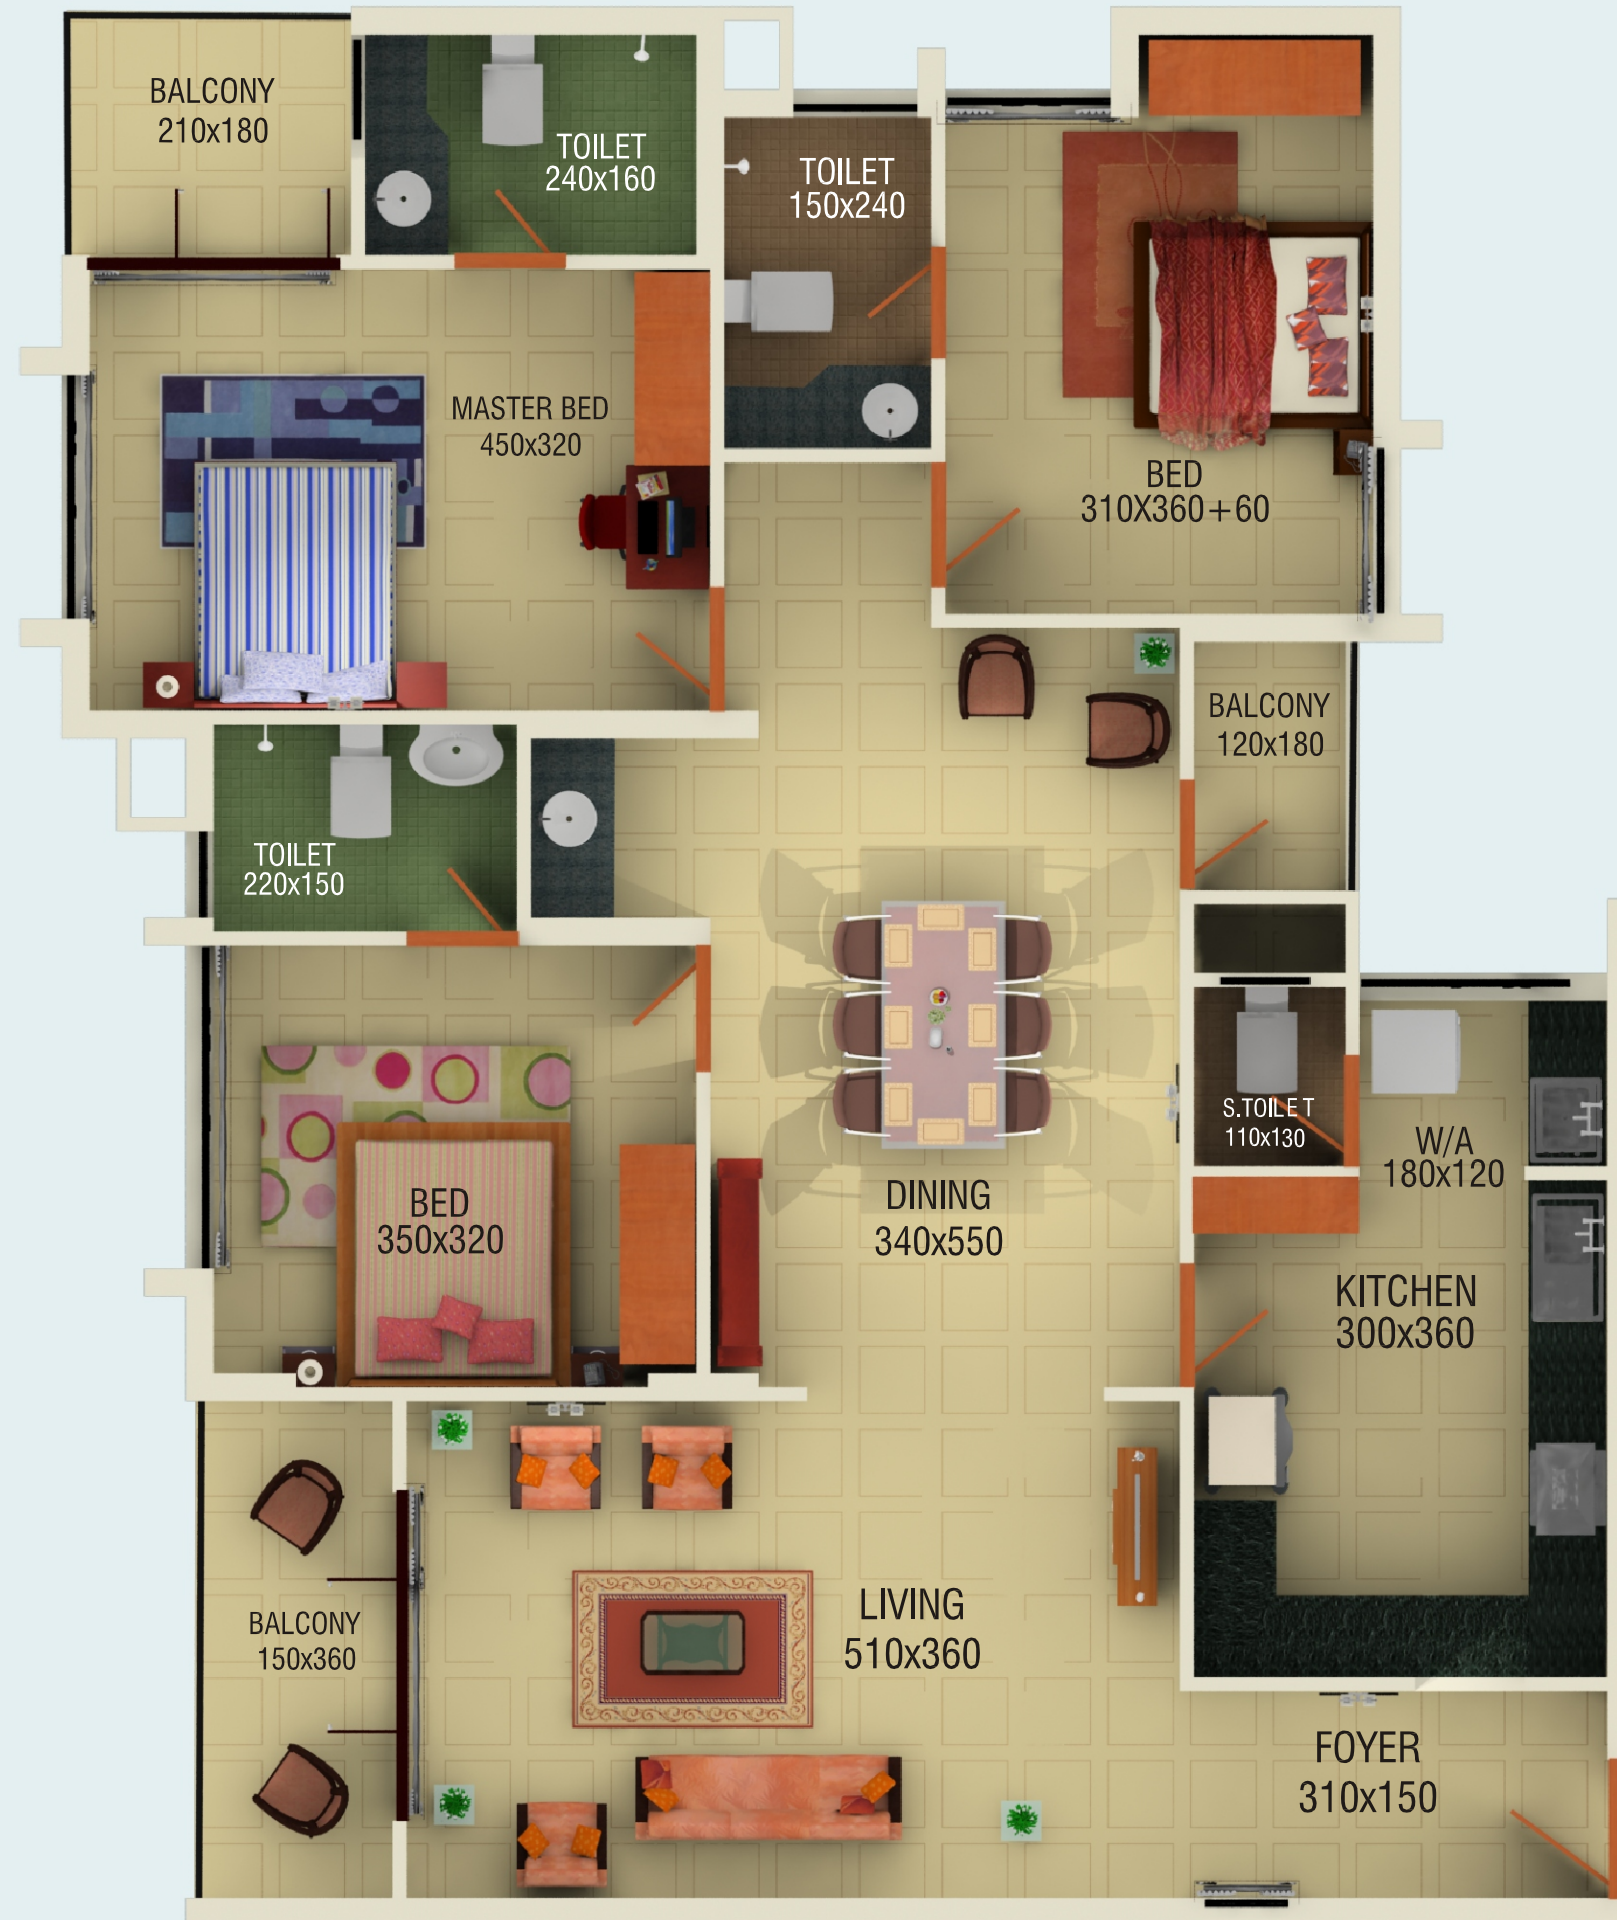 BALCONY
210x180
TOILET
240x160
TOILET
150x240
MASTER BED
450x320
BED
310X360+60
BALCONY
120x180
TOILET
220x150
S.TOILET
110x130
W/A
180x120
BED
350x320
DINING
340x550
KITCHEN
300x360
BALCONY
150x360
LIVING
510x360
FOYER
310x150